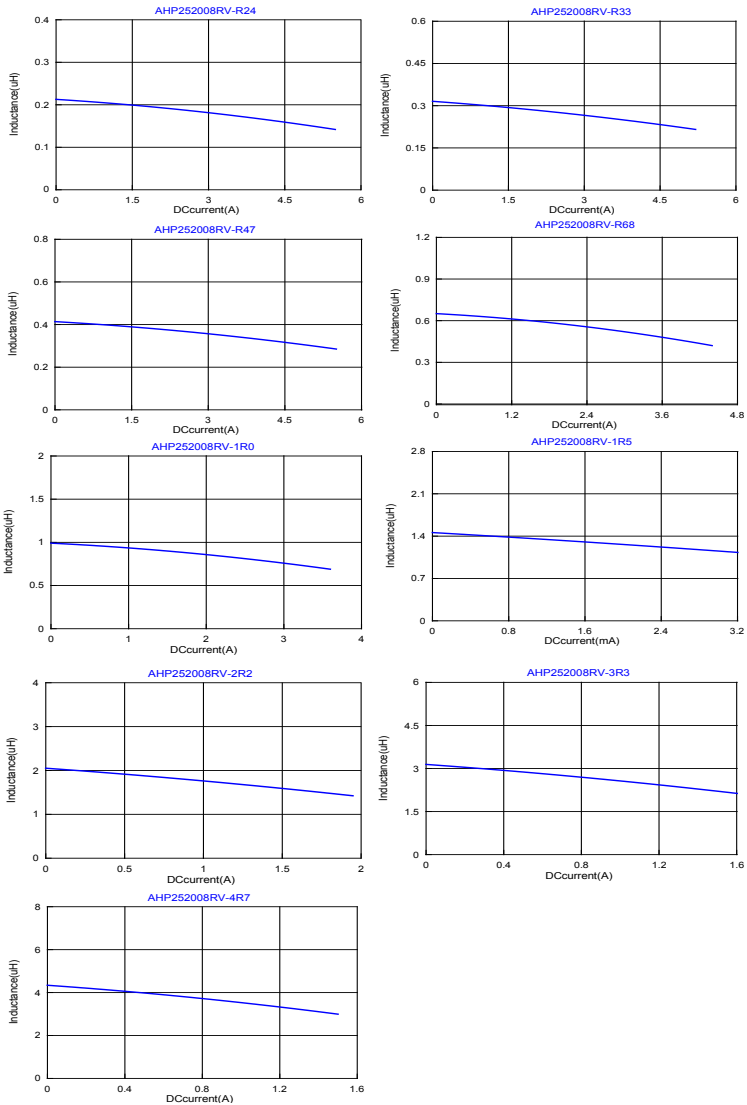 AHP252008RV-R24
0.4
0.3
0.2
0.1
0
Inductance(uH)
0 1.5 3 4.5 6
DCcurrent(A)
AHP252008RV-R33
0.6
0.45
0.3
0.15
0
Inductance(uH)
0 1.5 3 4.5 6
DCcurrent(A)
AHP252008RV-R47
0.8
0.6
0.4
0.2
0
Inductance(uH)
0 1.5 3 4.5 6
DCcurrent(A)
AHP252008RV-R68
1.2
0.9
0.6
0.3
0
Inductance(uH)
0 1.2 2.4 3.6 4.8
DCcurrent(A)
AHP252008RV-1R0
2
1.5
1
0.5
0
Inductance(uH)
0 1 2 3 4
DCcurrent(A)
AHP252008RV-1R5
2.8
2.1
1.4
0.7
0
Inductance(uH)
0 0.8 1.6 2.4 3.2
DCcurrent(mA)
AHP252008RV-2R2
4
3
2
1
0
Inductance(uH)
0 0.5 1 1.5 2
DCcurrent(A)
AHP252008RV-3R3
6
4.5
3
1.5
0
Inductance(uH)
0 0.4 0.8 1.2 1.6
DCcurrent(A)
AHP252008RV-4R7
8
6
4
2
0
Inductance(uH)
0 0.4 0.8 1.2 1.6
DCcurrent(A)